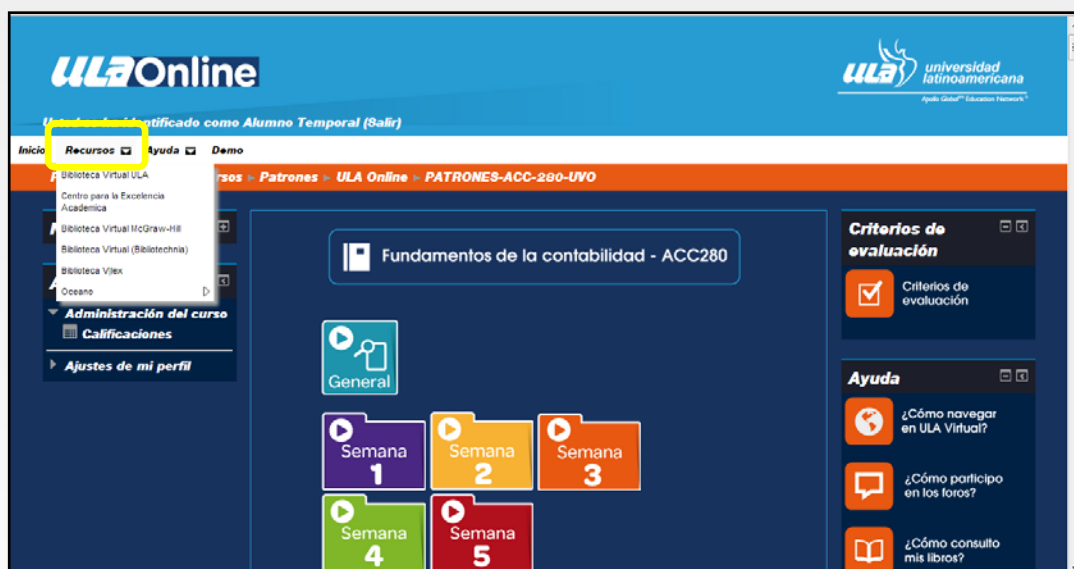 ULAOnline
ula universidad
latinoamericana
Apollo Global Education Network
ntificado como Alumno Temporal (Salir)
Inicio Recursos Ayuda Demo
rsos Patrones ULA Online PATRONES-ACC-280-UVO
Biblioteca Virtual ULA
Centro para la Excelencia
Academica
Biblioteca Virtual McGraw-Hill
Biblioteca Virtual (Bibliotechnia)
Biblioteca Vlex
Oceano
Administración del curso
Calificaciones
Ajustes de mi perfil
Fundamentos de la contabilidad - ACC280
General
Semana
1
Semana
2
Semana
3
Semana
4
Semana
5
Criterios de
evaluación
Criterios de
evaluación
Ayuda
¿Cómo navegar
en ULA Virtual?
¿Cómo participo
en los foros?
¿Cómo consulto
mis libros?